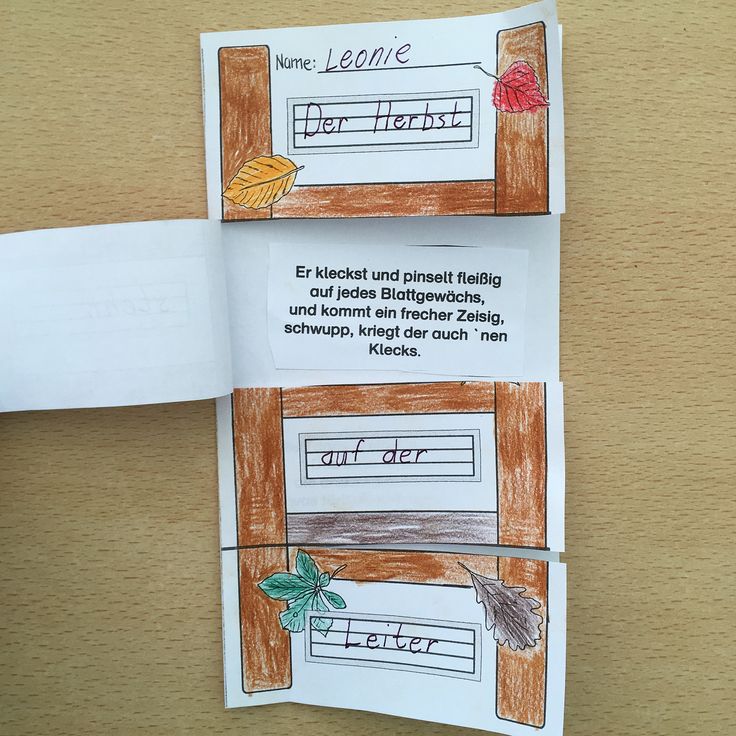 Name: Leonie
Der Herbst
Er kleckst und pinselt fleißig
auf jedes Blattgewächs,
und kommt ein frecher Zeisig,
schwupp, kriegt der auch `nen
Klecks.
auf der
Leiter